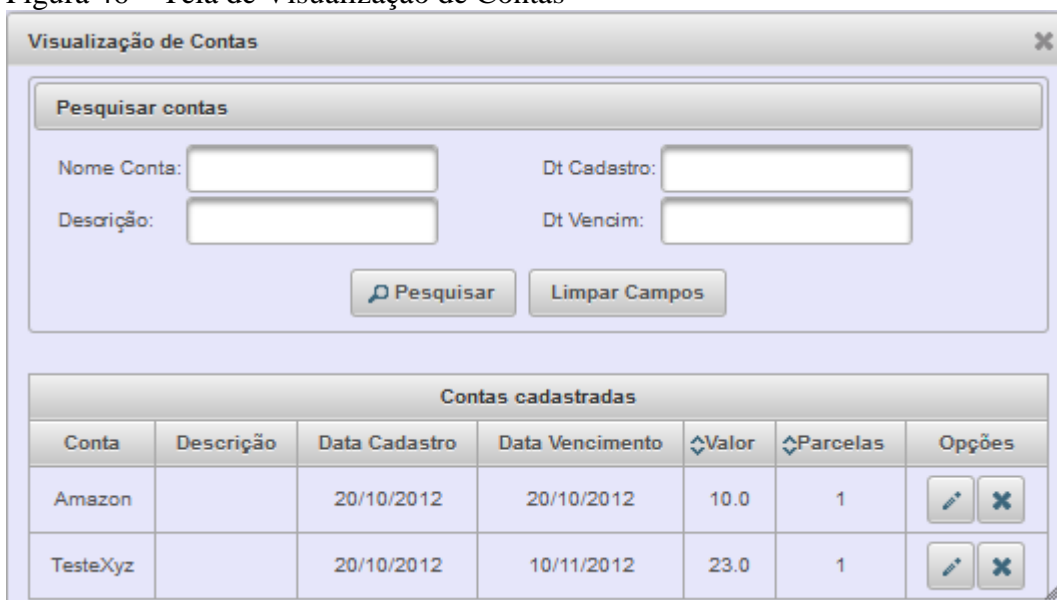 Figura 48 – Tela de Visualização de Contas
Visualização de Contas
Pesquisar contas
Nome Conta: Dt Cadastro:
Descrição: Dt Vencim:
Pesquisar Limpar Campos
Contas cadastradas
Conta Descrição Data Cadastro Data Vencimento Valor Parcelas Opções
Amazon 20/10/2012 20/10/2012 10.0 1
TesteXyz 20/10/2012 10/11/2012 23.0 1